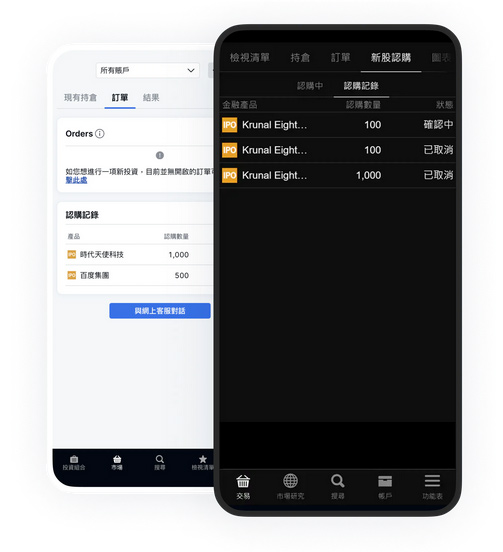 所有賬戶
現有持倉 訂單 結果
Orders
如您想進行一項新投資，目前並無開啟的訂單
擊此處
認購記錄
產品 認購數量
IPO 時代天使科技 1,000
IPO 百度集團 500
與網上客服對話
投資組合 市場 搜尋 檢視清單
檢視清單 持倉 訂單 新股認購
認購中 認購記錄
金融產品 認購數量 狀態
IPO Krunal Eight... 100 確認中
IPO Krunal Eight... 100 已取消
IPO Krunal Eight... 1,000 已取消
交易 市場研究 搜尋 帳戶 功能表